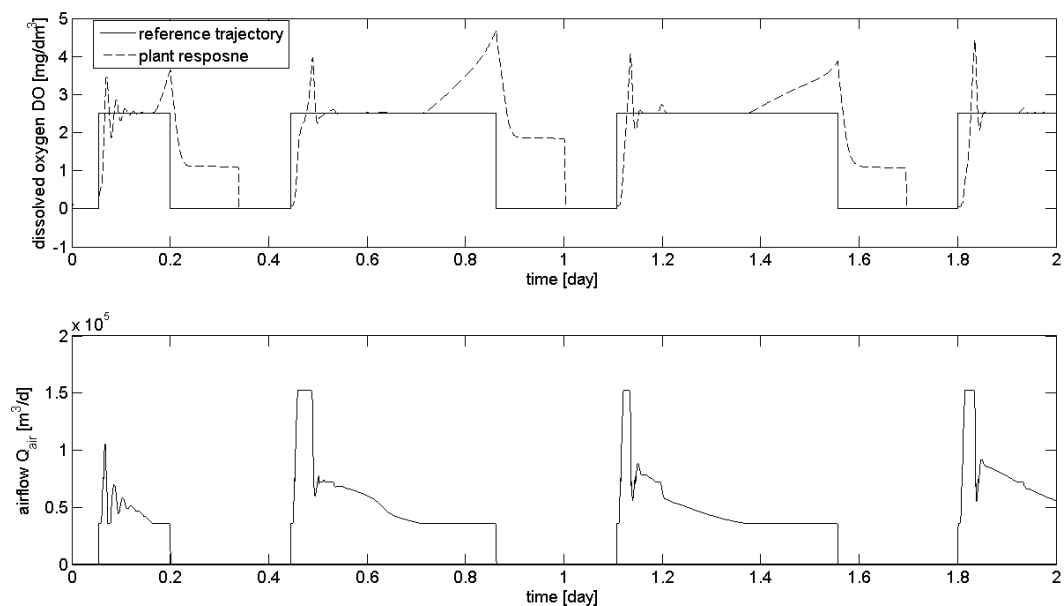 5
4
3
2
1
0
-1
dissolved oxygen DO [mg/dm³]
reference trajectory
plant resposne
0 0.2 0.4 0.6 0.8 1 1.2 1.4 1.6 1.8 2
time [day]
x 10⁵
2
1.5
1
0.5
0
airflow Qair [m³/d]
0 0.2 0.4 0.6 0.8 1 1.2 1.4 1.6 1.8 2
time [day]